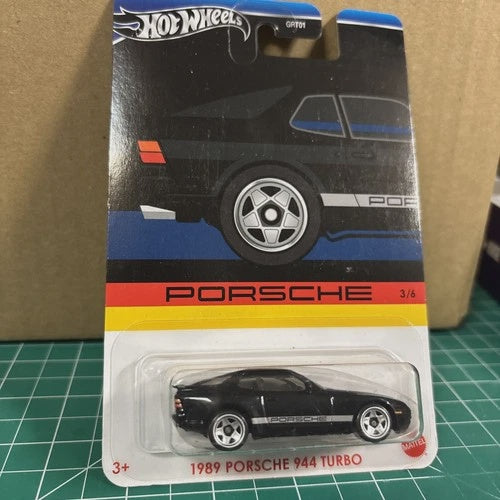 Hot Wheels
GRT01
POR
PORSCHE
3/6
PORSCHE
3+
1989 PORSCHE 944 TURBO
MATTEL